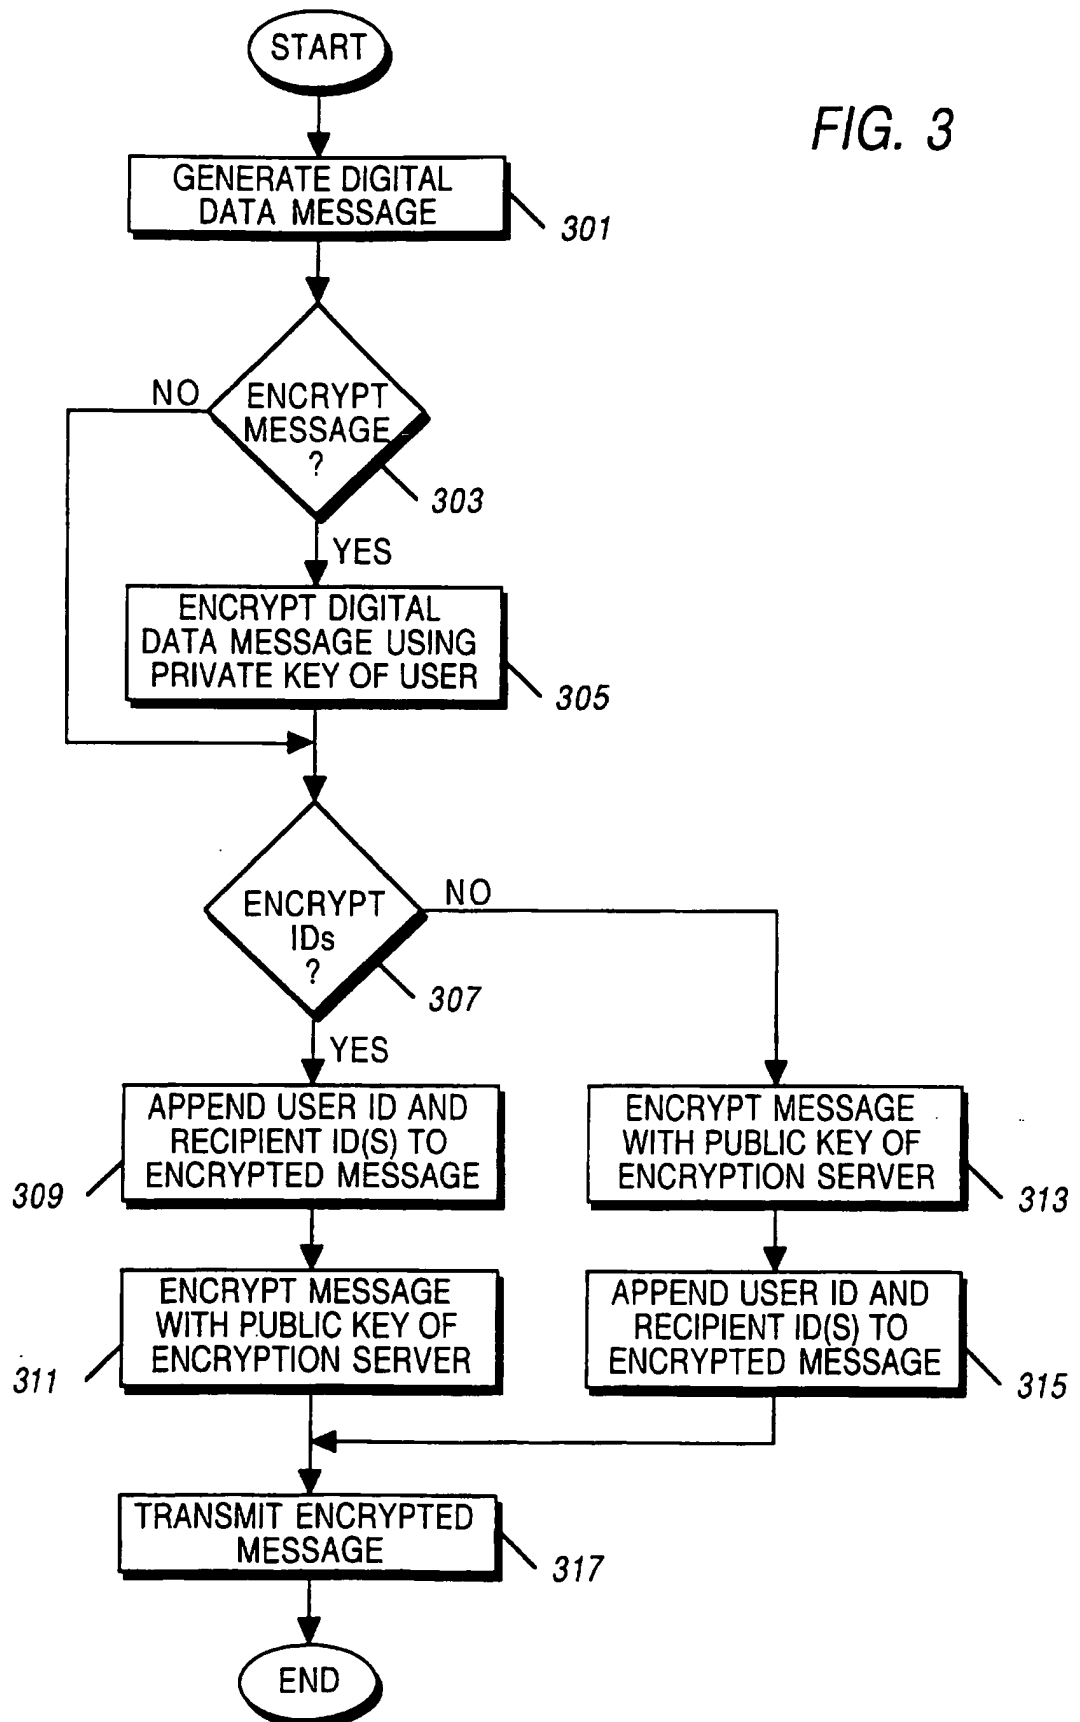 START
FIG. 3
GENERATE DIGITAL
DATA MESSAGE
301
NO
ENCRYPT
MESSAGE
?
303
YES
ENCRYPT DIGITAL
DATA MESSAGE USING
PRIVATE KEY OF USER
305
ENCRYPT
IDs
?
NO
307
YES
APPEND USER ID AND
RECIPIENT ID(S) TO
ENCRYPTED MESSAGE
309
ENCRYPT MESSAGE
WITH PUBLIC KEY OF
ENCRYPTION SERVER
313
ENCRYPT MESSAGE
WITH PUBLIC KEY OF
ENCRYPTION SERVER
311
APPEND USER ID AND
RECIPIENT ID(S) TO
ENCRYPTED MESSAGE
315
TRANSMIT ENCRYPTED
MESSAGE
317
END